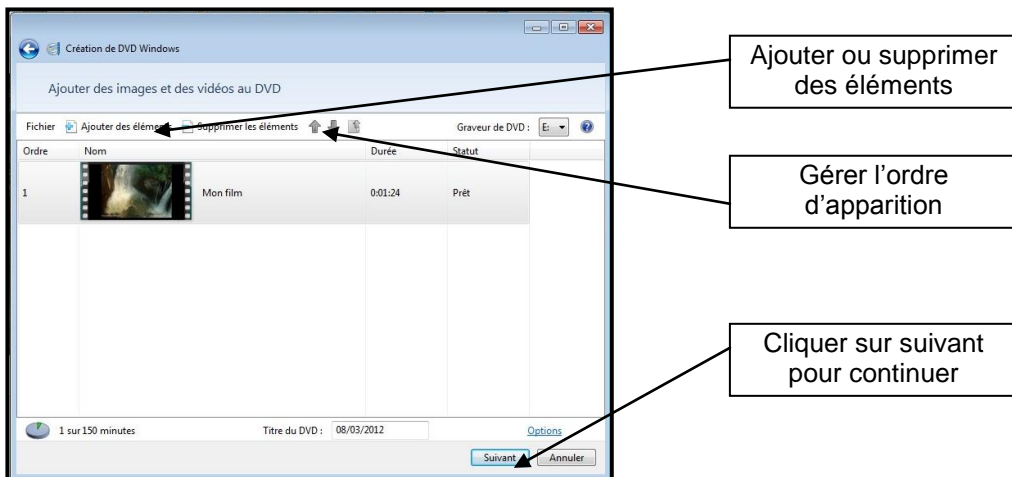 Création de DVD Windows
Ajouter des images et des vidéos au DVD
Fichier Ajouter des éléments Supprimer les éléments Graveur de DVD : E:
Ordre Nom Durée Statut
1 Mon film 0:01:24 Prêt
1 sur 150 minutes Titre du DVD : 08/03/2012 Options
Suivant Annuler
Ajouter ou supprimer
des éléments
Gérer l’ordre
d’apparition
Cliquer sur suivant
pour continuer